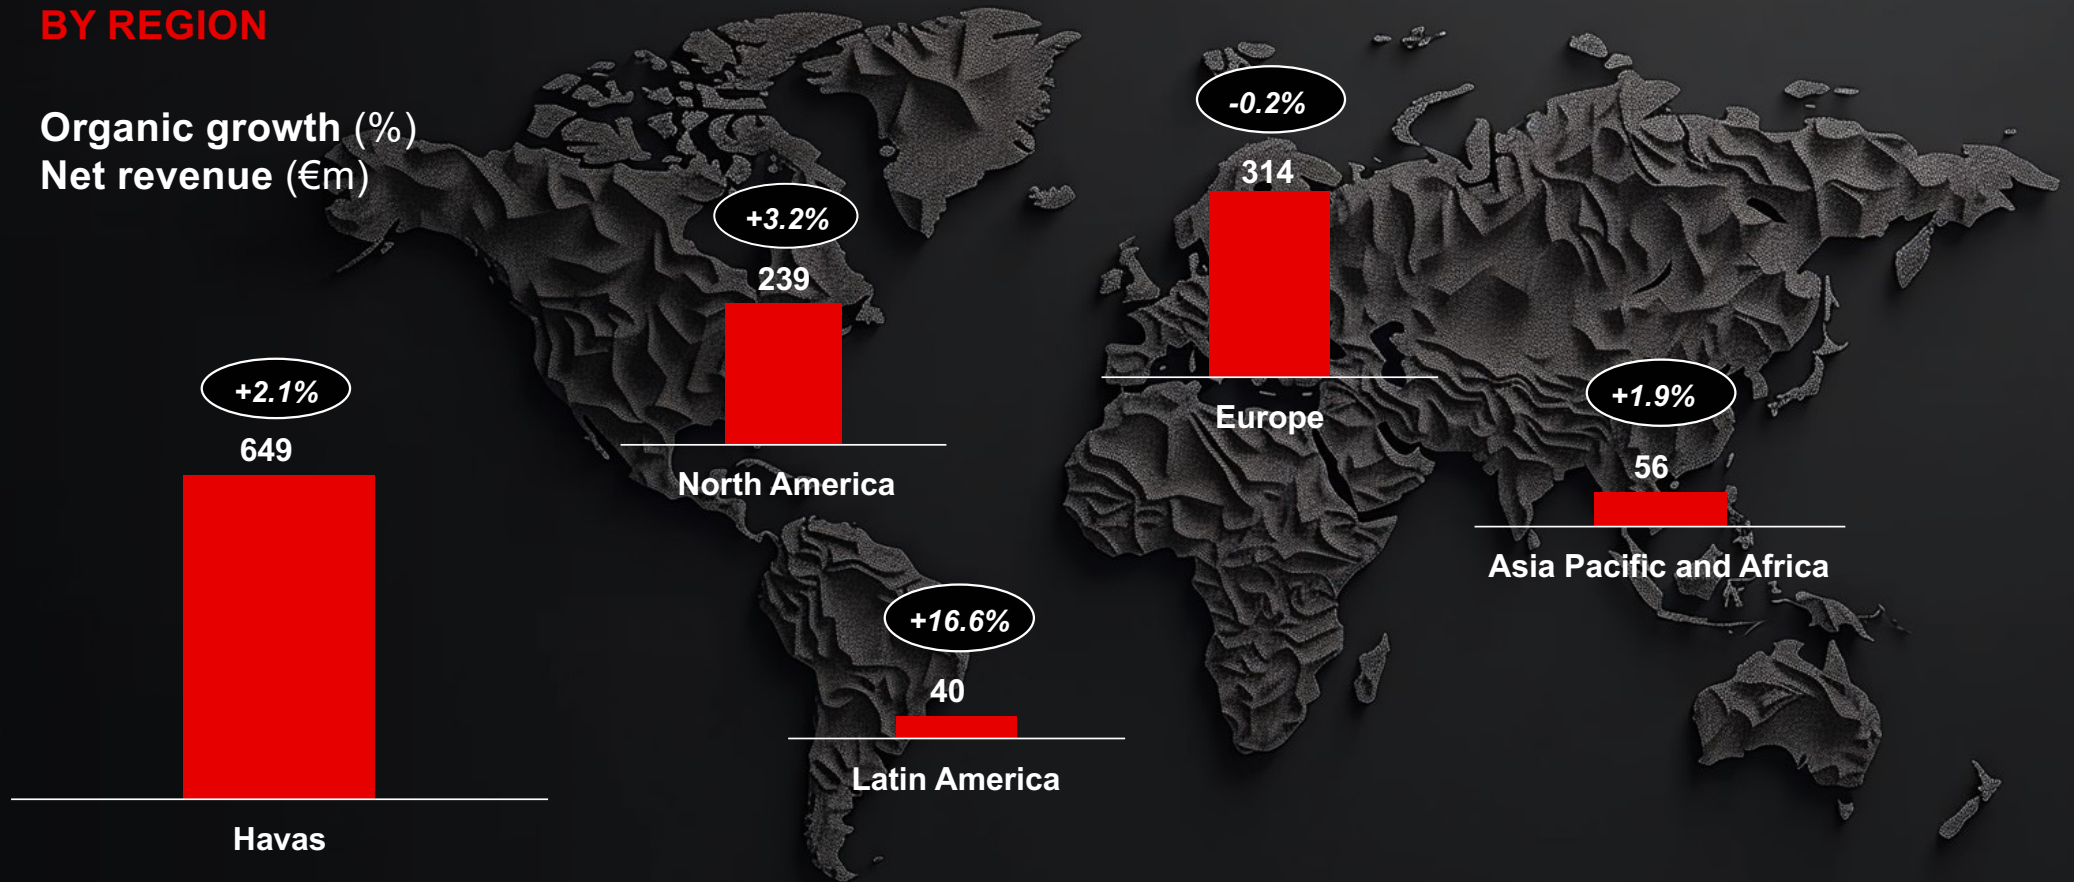 BY REGION
Organic growth (%)
Net revenue (€m)
+2.1%
649
Havas
+3.2%
239
North America
+16.6%
40
Latin America
-0.2%
314
Europe
+1.9%
56
Asia Pacific and Africa